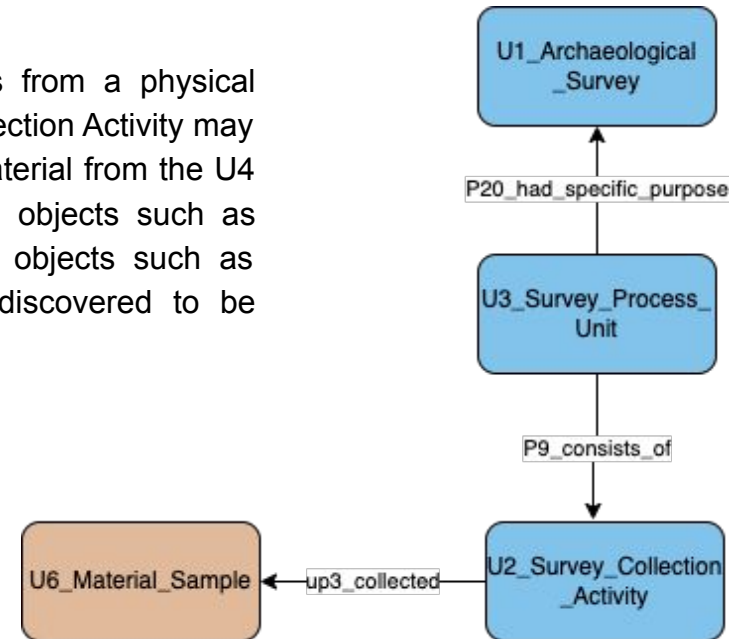 s from a physical
ection Activity may
aterial from the U4
objects such as
objects such as
discovered to be
U1_Archaeological
_Survey
P20_had_specific_purpose
U3_Survey_Process_
Unit
P9_consists_of
U6_Material_Sample
up3_collected
U2_Survey_Collection
_Activity